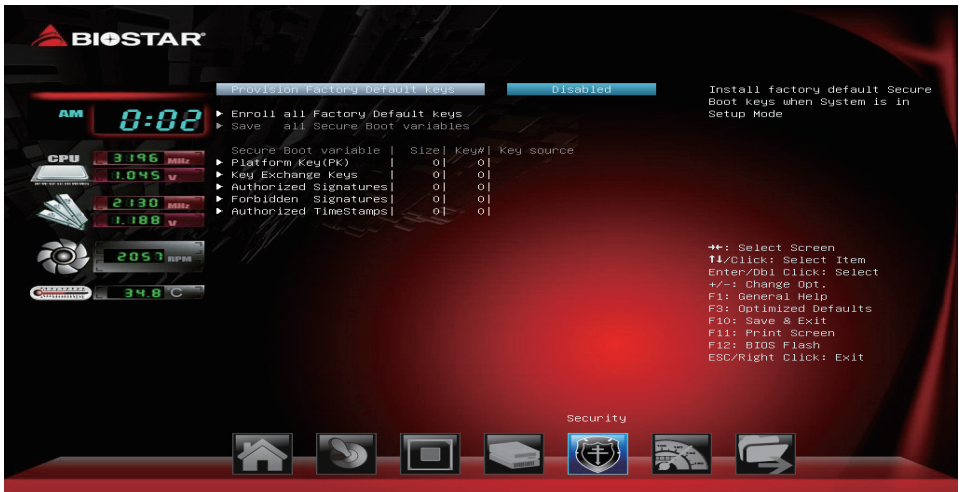 BIOSTAR
AM 0:02
CPU 3196 MHz
1.045 V
2130 MHz
1.188 V
2057 RPM
34.8 C
Provision Factory Default keys Disabled
► Enroll all Factory Default keys
► Save all Secure Boot variables
Secure Boot variable | Size| Key#| Key source
► Platform Key(PK) | 0| 0|
► Key Exchange Keys | 0| 0|
► Authorized Signatures| 0| 0|
► Forbidden Signatures| 0| 0|
► Authorized TimeStamps| 0| 0|
Install factory default Secure
Boot keys when System is in
Setup Mode
→←: Select Screen
↑↓/Click: Select Item
Enter/Dbl Click: Select
+/-: Change Opt.
F1: General Help
F3: Optimized Defaults
F10: Save & Exit
F11: Print Screen
F12: BIOS Flash
ESC/Right Click: Exit
Security